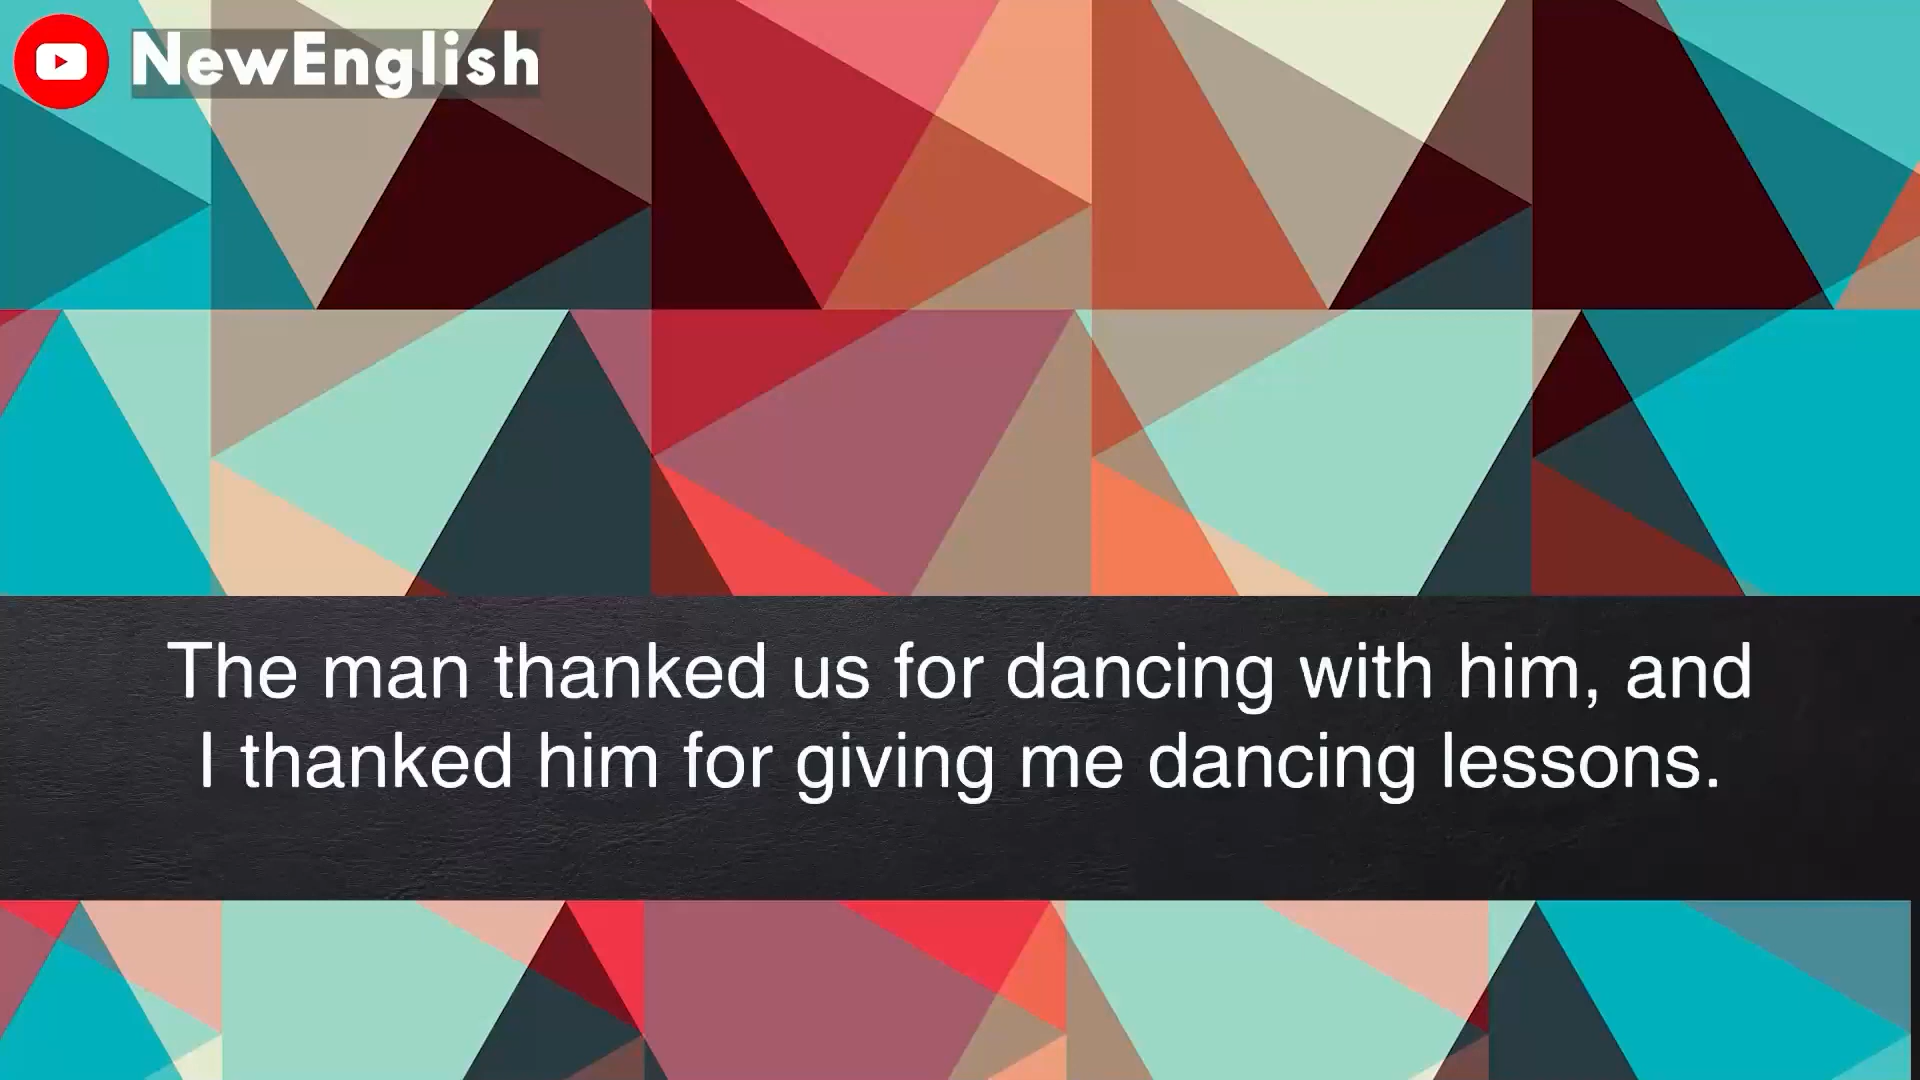 NewEnglish
The man thanked us for dancing with him, and
I thanked him for giving me dancing lessons.